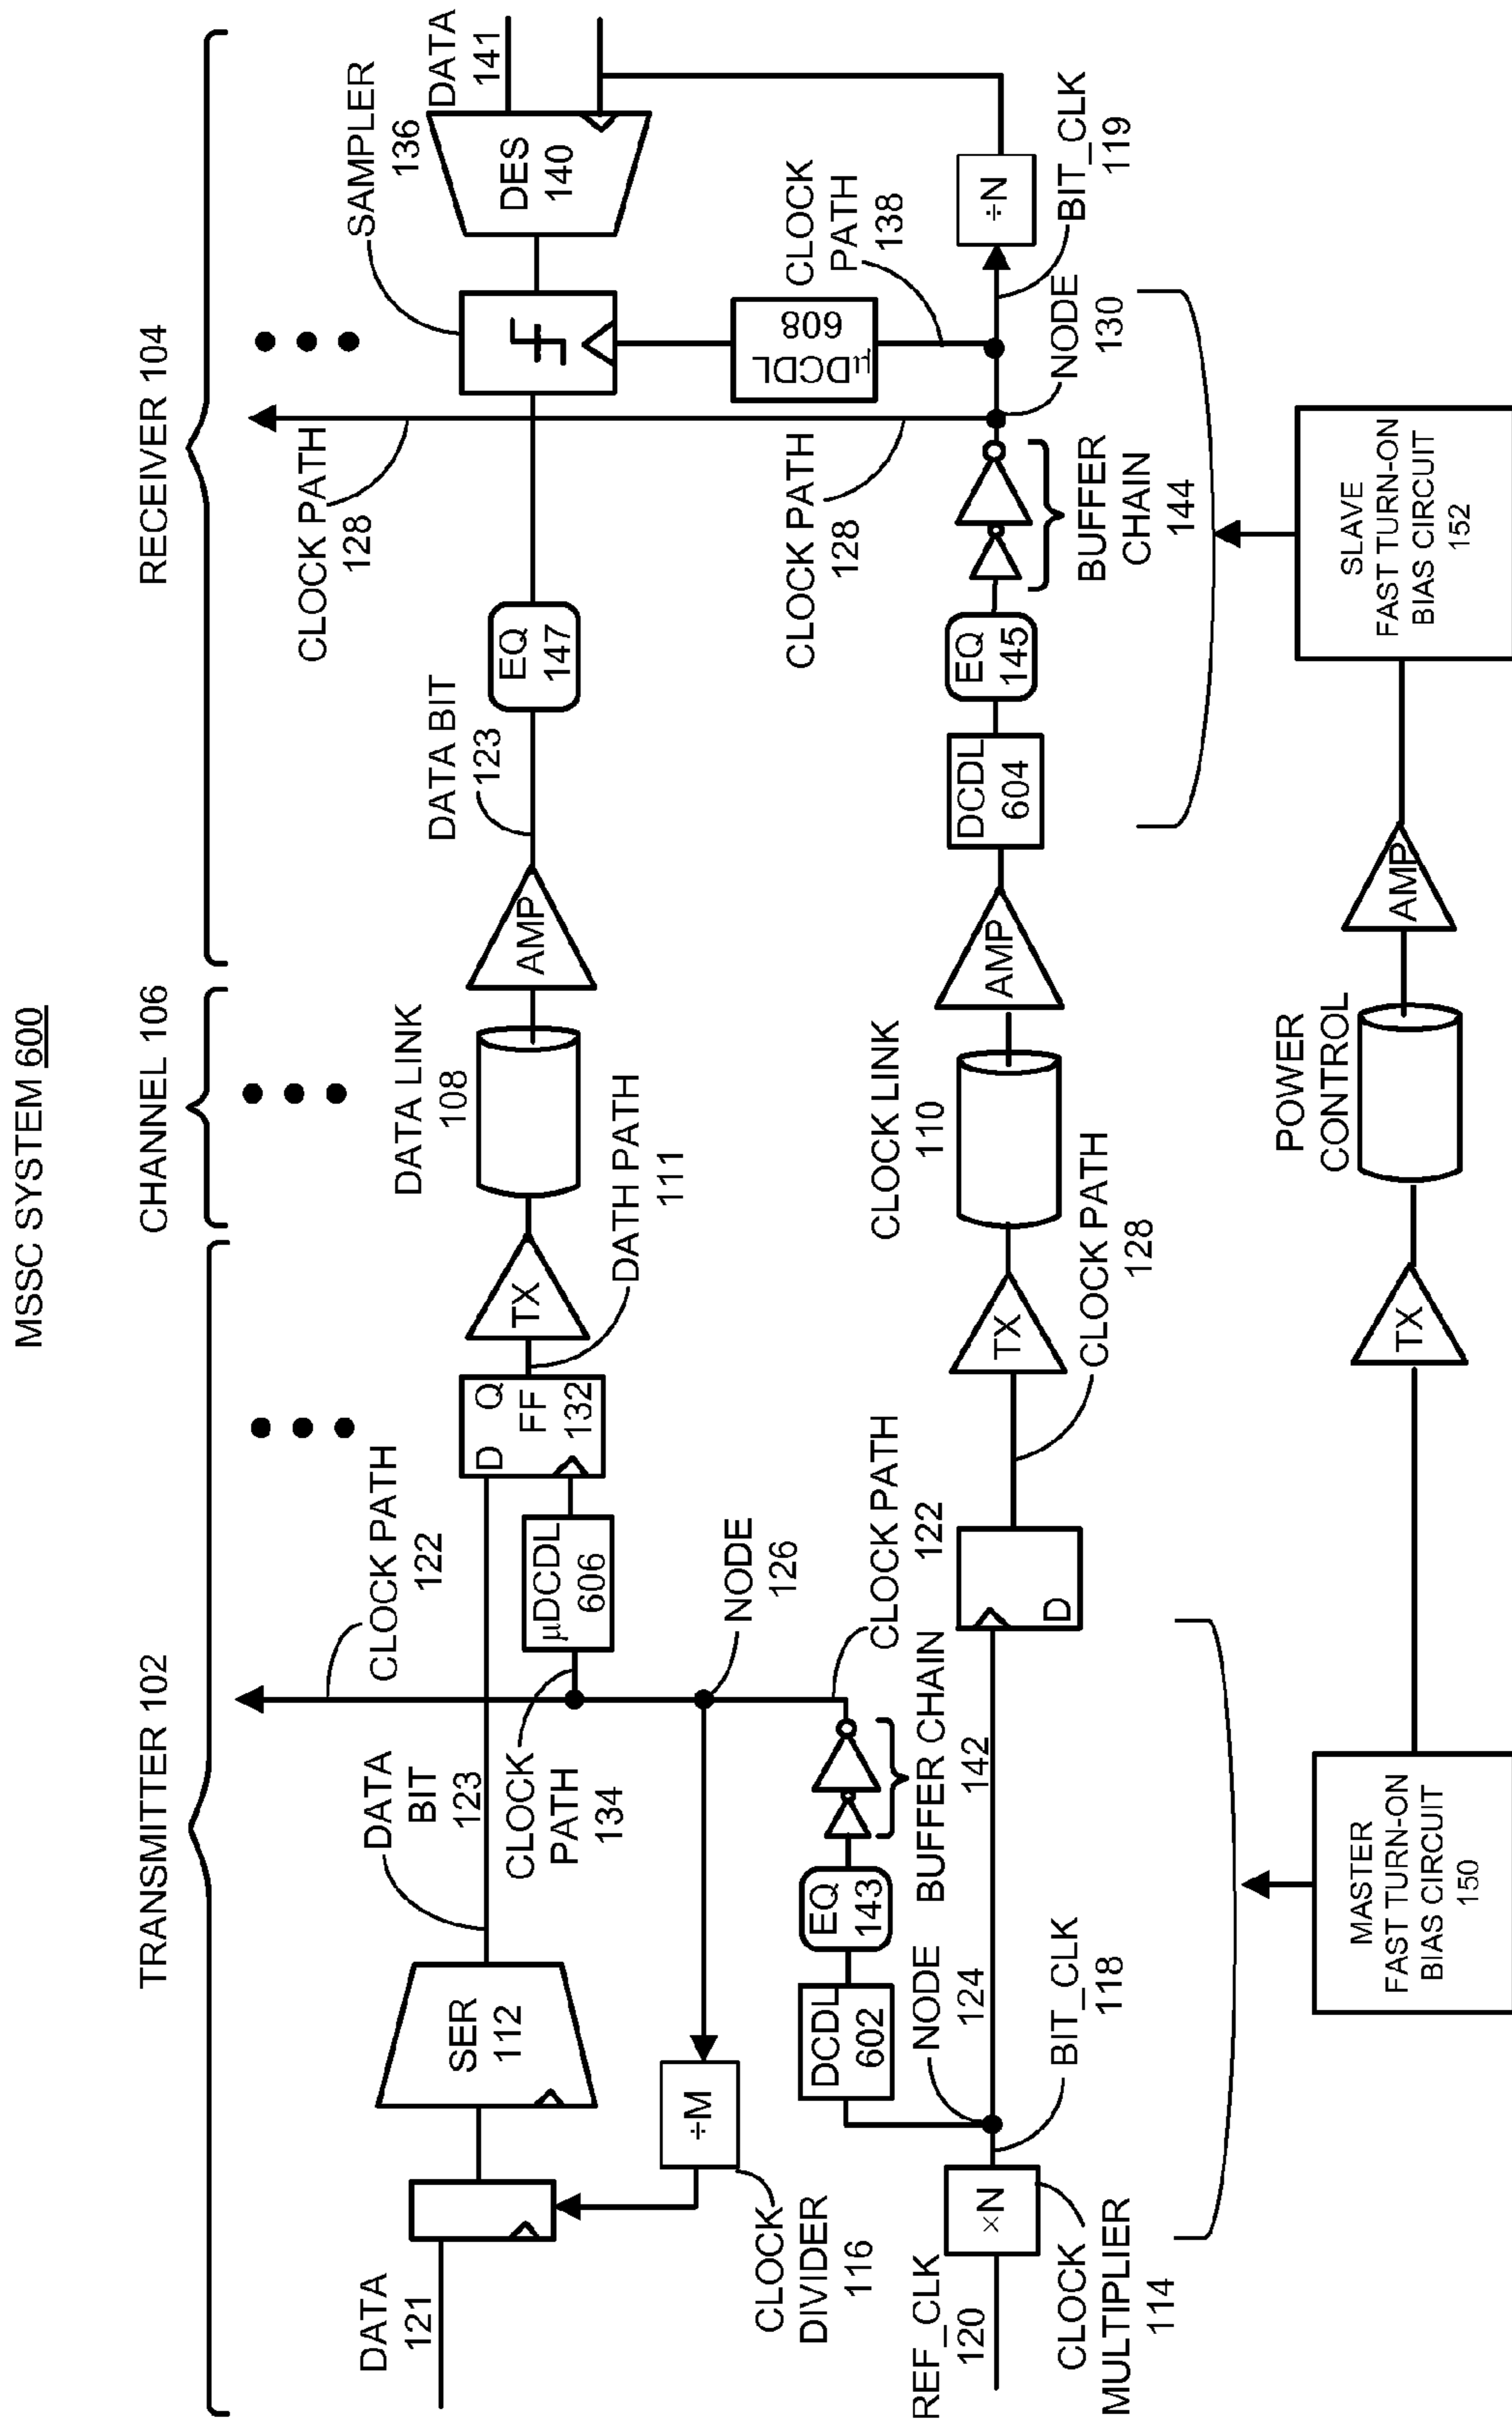 MSSC SYSTEM 600
TRANSMITTER 102
CHANNEL 106
RECEIVER 104
DATA
121
SER
112
DATA
BIT
123
CLOCK PATH
122
D Q
FF
132
TX
DATH PATH
111
DATA LINK
108
AMP
DATA BIT
123
EQ
147
CLOCK PATH
128
SAMPLER
136
DES
140
DATA
141
÷M
CLOCK
DIVIDER
116
CLOCK
PATH
134
µDCDL
606
NODE
126
µDCDL
608
CLOCK
PATH
138
÷N
BIT_CLK
119
REF_CLK
120
×N
CLOCK
MULTIPLIER
114
NODE
124
BIT_CLK
118
DCDL
602
EQ
143
BUFFER CHAIN
142
CLOCK PATH
122
D
TX
CLOCK PATH
128
CLOCK LINK
110
AMP
DCDL
604
EQ
145
CLOCK PATH
128
BUFFER
CHAIN
144
NODE
130
MASTER
FAST TURN-ON
BIAS CIRCUIT
150
TX
POWER
CONTROL
AMP
SLAVE
FAST TURN-ON
BIAS CIRCUIT
152